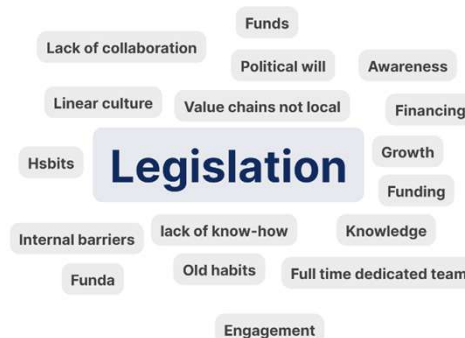 Funds
Lack of collaboration
Political will
Awareness
Linear culture
Value chains not local
Financing
Legislation
Growth
Hsbits
Funding
lack of know-how
Knowledge
Internal barriers
Old habits
Full time dedicated team
Funda
Engagement